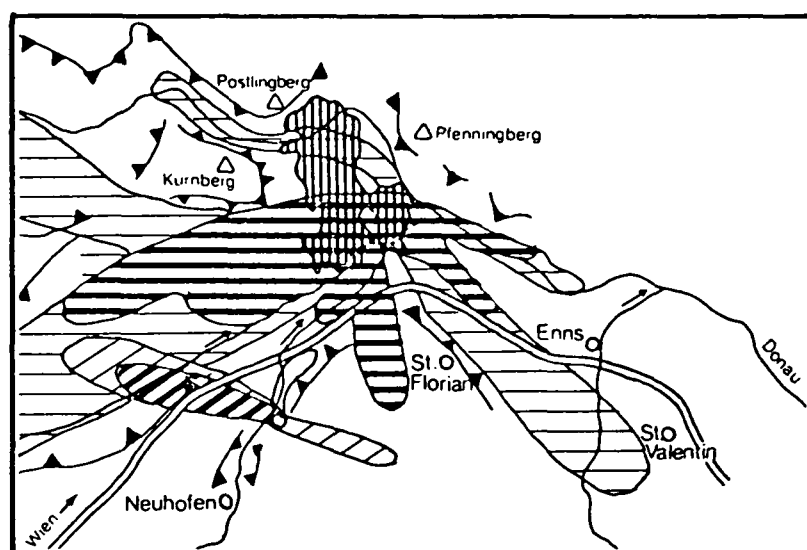 Postlingberg
Pfenningberg
Kurnberg
Enns
Donau
St.
Florian
St.
Valentin
Neuhofen
Wien